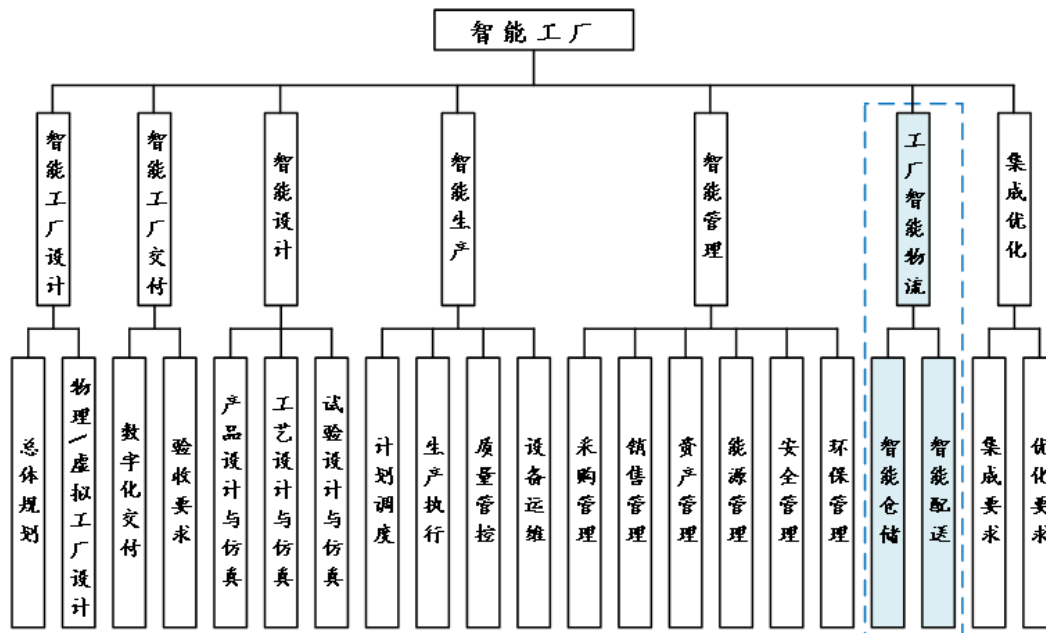 智能工厂
智能工厂设计
智能工厂交付
智能设计
智能生产
智能管理
工厂智能物流
集成优化
总体规划
物理/虚拟工厂设计
数字化交付
验收要求
产品设计与仿真
工艺设计与仿真
试验设计与仿真
计划调度
生产执行
质量管控
设备运维
采购管理
销售管理
资产管理
能源管理
安全管理
环保管理
智能仓储
智能配送
集成要求
优化要求